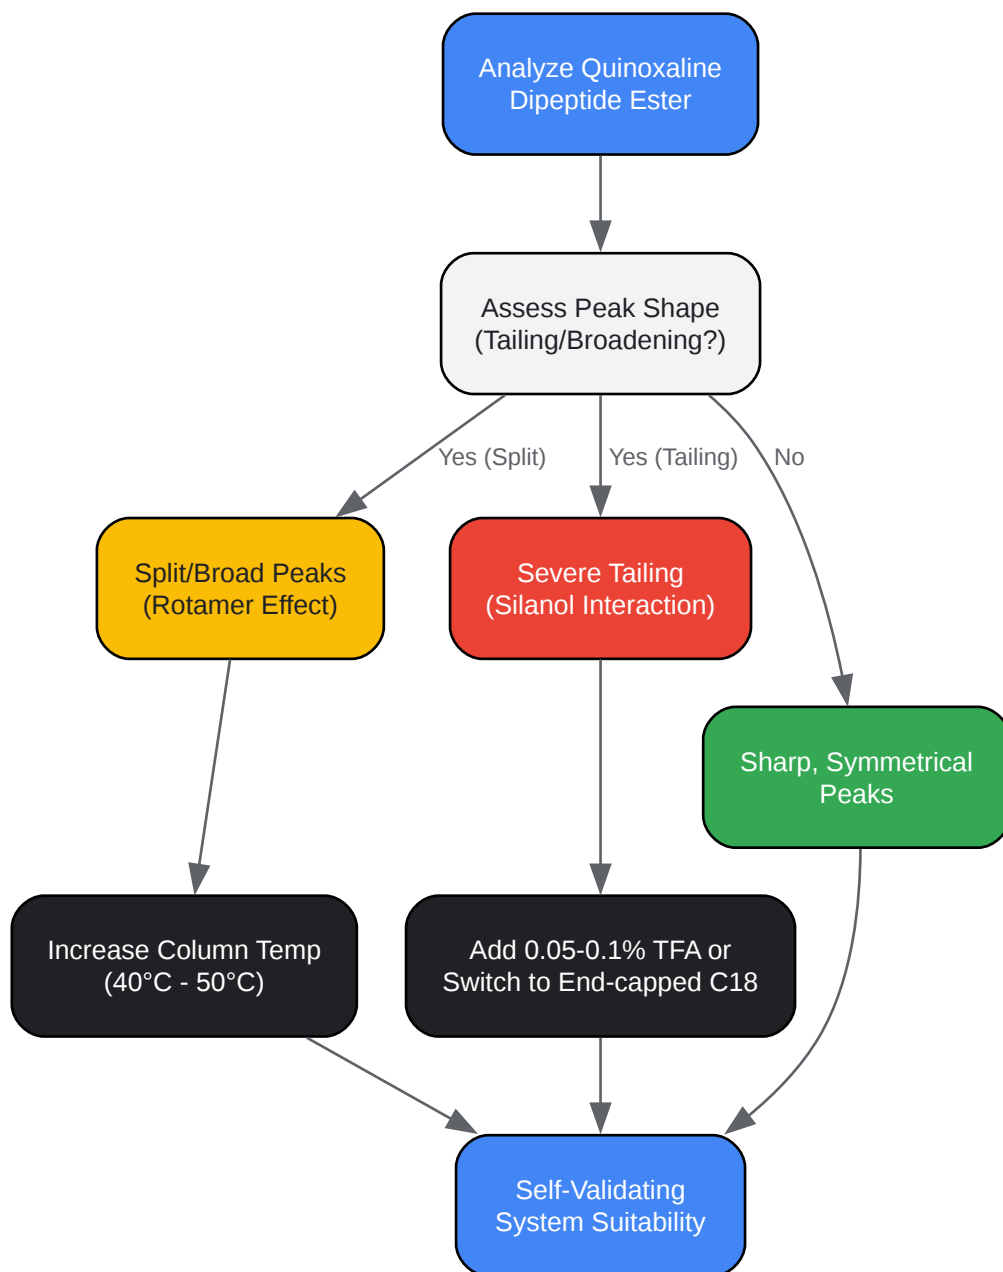 Analyze Quinoxaline
Dipeptide Ester
Assess Peak Shape
(Tailing/Broadening?)
Yes (Split)
Yes (Tailing)
No
Split/Broad Peaks
(Rotamer Effect)
Severe Tailing
(Silanol Interaction)
Sharp, Symmetrical
Peaks
Increase Column Temp
(40°C - 50°C)
Add 0.05-0.1% TFA or
Switch to End-capped C18
Self-Validating
System Suitability